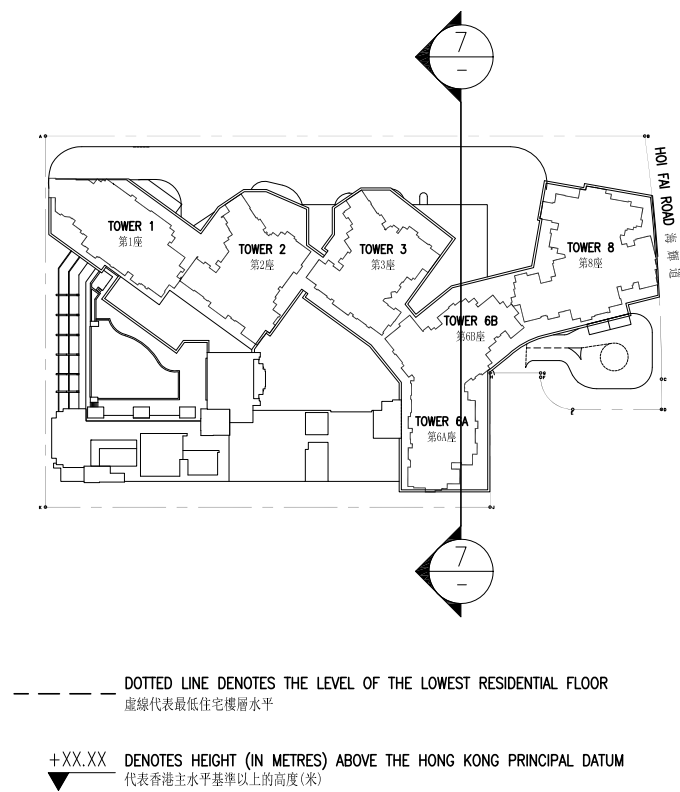 7
–
A
B
HOI FAI ROAD 海輝道
TOWER 1
第1座
TOWER 2
第2座
TOWER 3
第3座
TOWER 8
第8座
TOWER 6B
第6B座
TOWER 6A
第6A座
C
D
E
K
J
7
–
DOTTED LINE DENOTES THE LEVEL OF THE LOWEST RESIDENTIAL FLOOR
虛線代表最低住宅樓層水平
+XX.XX DENOTES HEIGHT (IN METRES) ABOVE THE HONG KONG PRINCIPAL DATUM
代表香港主水平基準以上的高度(米)